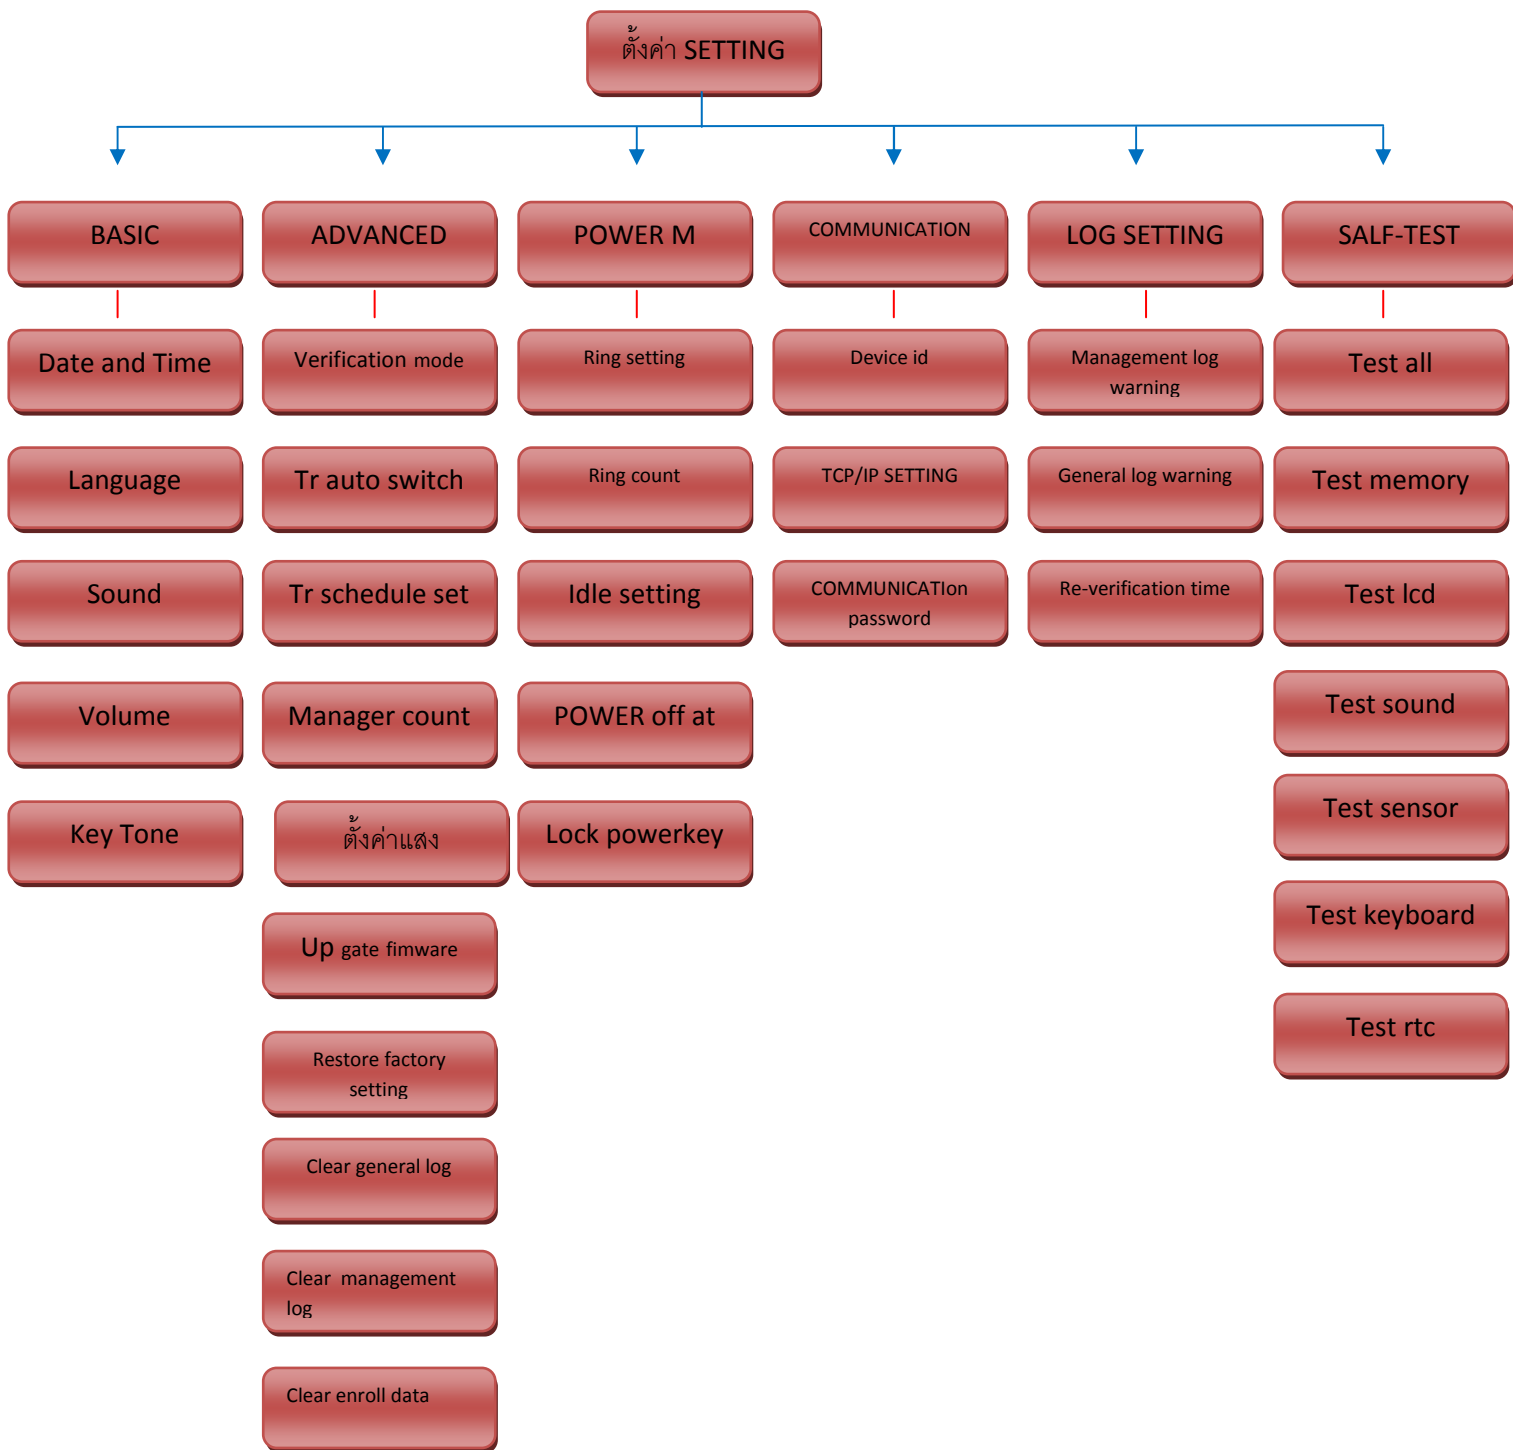 ตั้งค่า SETTING
BASIC
ADVANCED
POWER M
COMMUNICATION
LOG SETTING
SALF-TEST
Date and Time
Verification mode
Ring setting
Device id
Management log
warning
Test all
Language
Tr auto switch
Ring count
TCP/IP SETTING
General log warning
Test memory
Sound
Tr schedule set
Idle setting
COMMUNICATIon
password
Re-verification time
Test lcd
Volume
Manager count
POWER off at
Test sound
Key Tone
ตั้งค่าแสง
Lock powerkey
Test sensor
Up gate fimware
Test keyboard
Restore factory
setting
Test rtc
Clear general log
Clear management
log
Clear enroll data